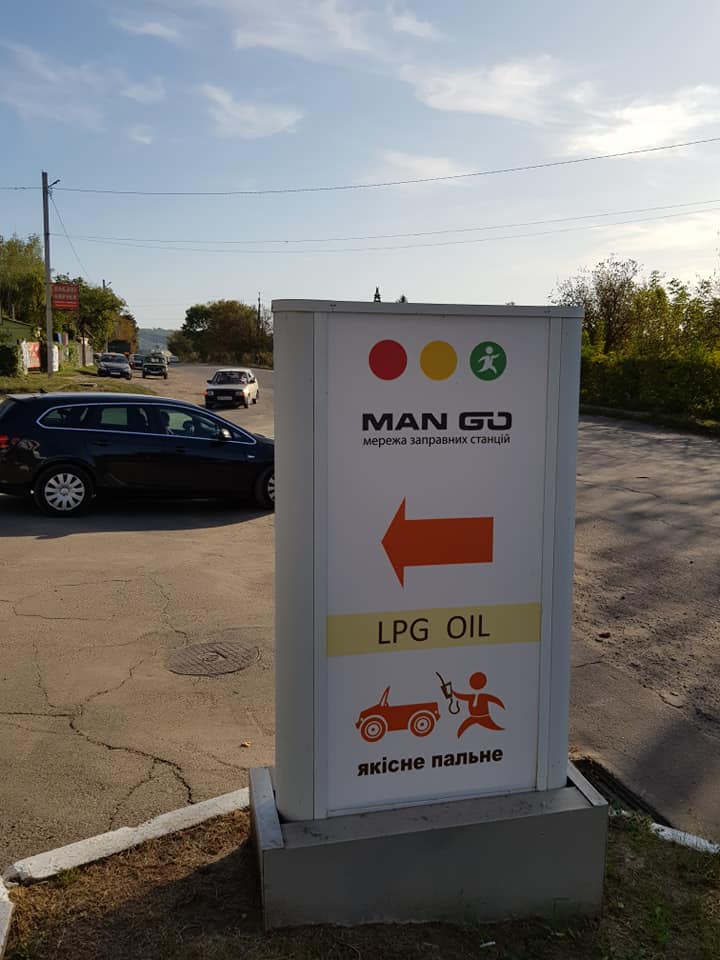 MAN GO
мережа заправних станцій
LPG OIL
якісне пальне